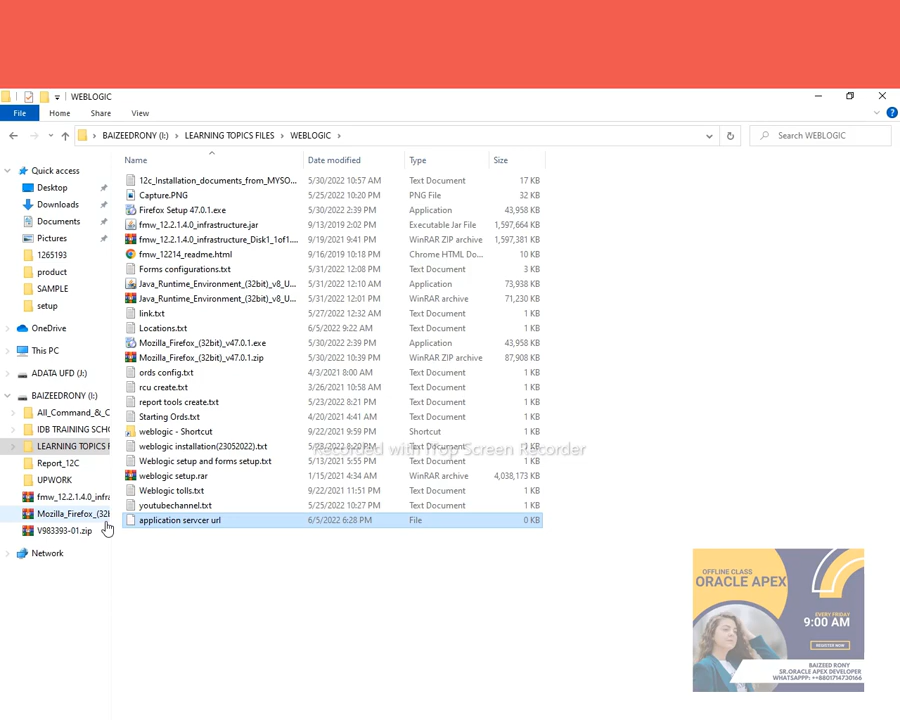 WEBLOGIC
File Home Share View
BAIZEEDRONY (I:) LEARNING TOPICS FILES WEBLOGIC
Search WEBLOGIC
Name Date modified Type Size
Quick access
Desktop
Downloads
Documents
Pictures
1265193
product
SAMPLE
setup
OneDrive
This PC
ADATA UFD (J:)
BAIZEEDRONY (I:)
All_Command_&_C
IDB TRAINING SCHO
LEARNING TOPICS F
Report_12C
UPWORK
fmw_12.2.1.4.0_infra
Mozilla_Firefox_(32b
V983393-01.zip
Network
12c_Installation_documents_from_MYSO... 5/30/2022 10:57 AM Text Document 17 KB
Capture.PNG 5/25/2022 10:20 PM PNG File 32 KB
Firefox Setup 47.0.1.exe 5/30/2022 2:39 PM Application 43,958 KB
fmw_12.2.1.4.0_infrastructure.jar 9/13/2019 2:02 PM Executable Jar File 1,597,664 KB
fmw_12.2.1.4.0_infrastructure_Disk1_1of1.... 9/19/2021 9:41 PM WinRAR ZIP archive 1,597,381 KB
fmw_12214_readme.html 9/16/2019 10:18 PM Chrome HTML Do... 10 KB
Forms configurations.txt 5/31/2022 12:08 PM Text Document 3 KB
Java_Runtime_Environment_(32bit)_v8_U... 5/31/2022 12:10 AM Application 73,938 KB
Java_Runtime_Environment_(32bit)_v8_U... 5/31/2022 12:01 PM WinRAR archive 71,230 KB
link.txt 5/27/2022 12:32 AM Text Document 1 KB
Locations.txt 6/5/2022 9:22 AM Text Document 1 KB
Mozilla_Firefox_(32bit)_v47.0.1.exe 5/30/2022 2:39 PM Application 43,958 KB
Mozilla_Firefox_(32bit)_v47.0.1.zip 5/30/2022 10:39 PM WinRAR ZIP archive 87,908 KB
ords config.txt 4/3/2021 8:00 AM Text Document 1 KB
rcu create.txt 3/26/2021 10:58 AM Text Document 1 KB
report tools create.txt 5/23/2022 8:21 PM Text Document 1 KB
Starting Ords.txt 4/20/2021 4:41 AM Text Document 1 KB
weblogic - Shortcut 9/22/2021 9:59 PM Shortcut 1 KB
weblogic installation(23052022).txt 5/23/2022 8:20 PM Text Document 1 KB
Weblogic setup and forms setup.txt 5/13/2021 5:55 PM Text Document 1 KB
weblogic setup.rar 1/15/2021 4:34 AM WinRAR archive 4,038,173 KB
Weblogic tolls.txt 9/22/2021 11:51 PM Text Document 1 KB
youtubechannel.txt 5/25/2022 10:27 PM Text Document 1 KB
application servcer url 6/5/2022 6:28 PM File 0 KB
Recorded with iTop Screen Recorder
OFFLINE CLASS
ORACLE APEX
EVERY FRIDAY
9:00 AM
REGISTER NOW
BAIZEED RONY
SR.ORACLE APEX DEVELOPER
WHATSAPPP: ++8801714730166